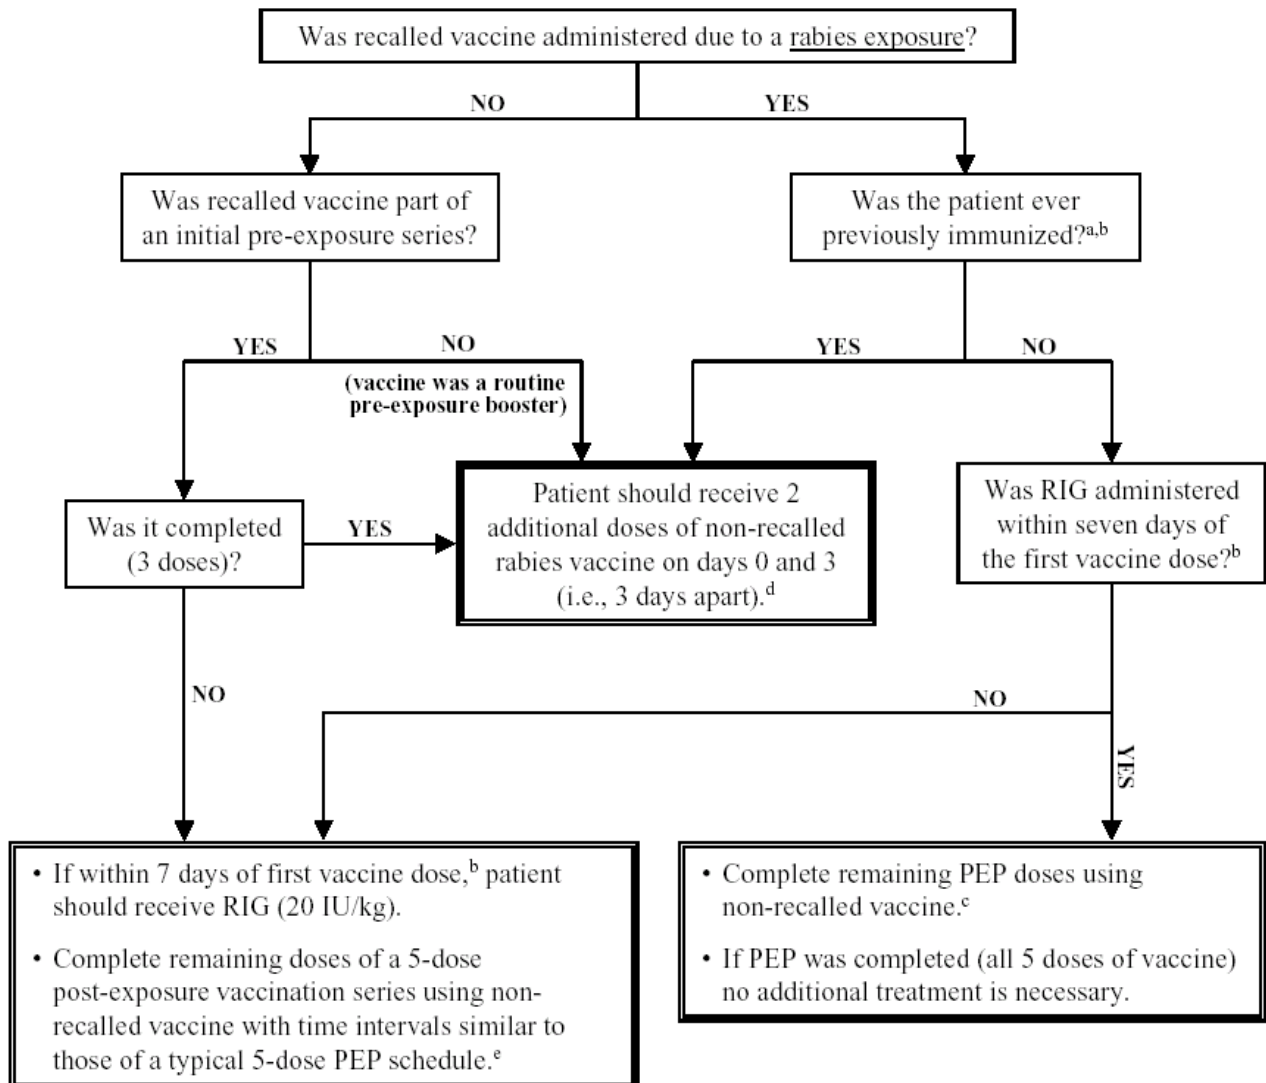 Was recalled vaccine administered due to a rabies exposure?
NO
YES
Was recalled vaccine part of
an initial pre-exposure series?
Was the patient ever
previously immunized?a,b
YES
NO
(vaccine was a routine
pre-exposure booster)
YES
NO
Was it completed
(3 doses)?
YES
Patient should receive 2
additional doses of non-recalled
rabies vaccine on days 0 and 3
(i.e., 3 days apart).d
Was RIG administered
within seven days of
the first vaccine dose?b
NO
NO
YES
• If within 7 days of first vaccine dose,b patient
should receive RIG (20 IU/kg).
• Complete remaining doses of a 5-dose
post-exposure vaccination series using non-
recalled vaccine with time intervals similar to
those of a typical 5-dose PEP schedule.e
• Complete remaining PEP doses using
non-recalled vaccine.c
• If PEP was completed (all 5 doses of vaccine)
no additional treatment is necessary.